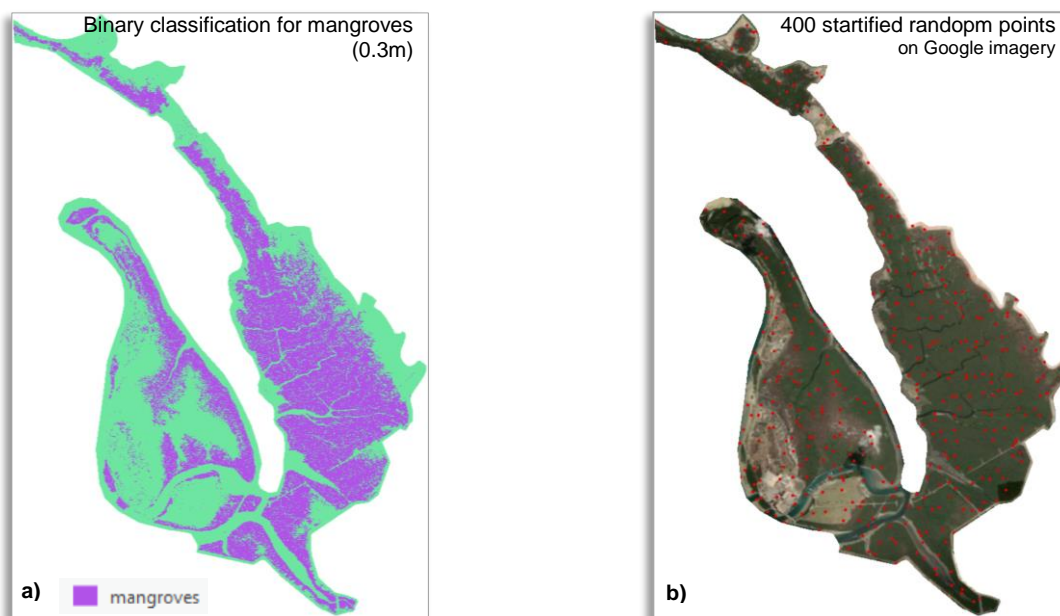 Binary classification for mangroves
(0.3m)
a)
mangroves
400 startified randopm points
on Google imagery
b)